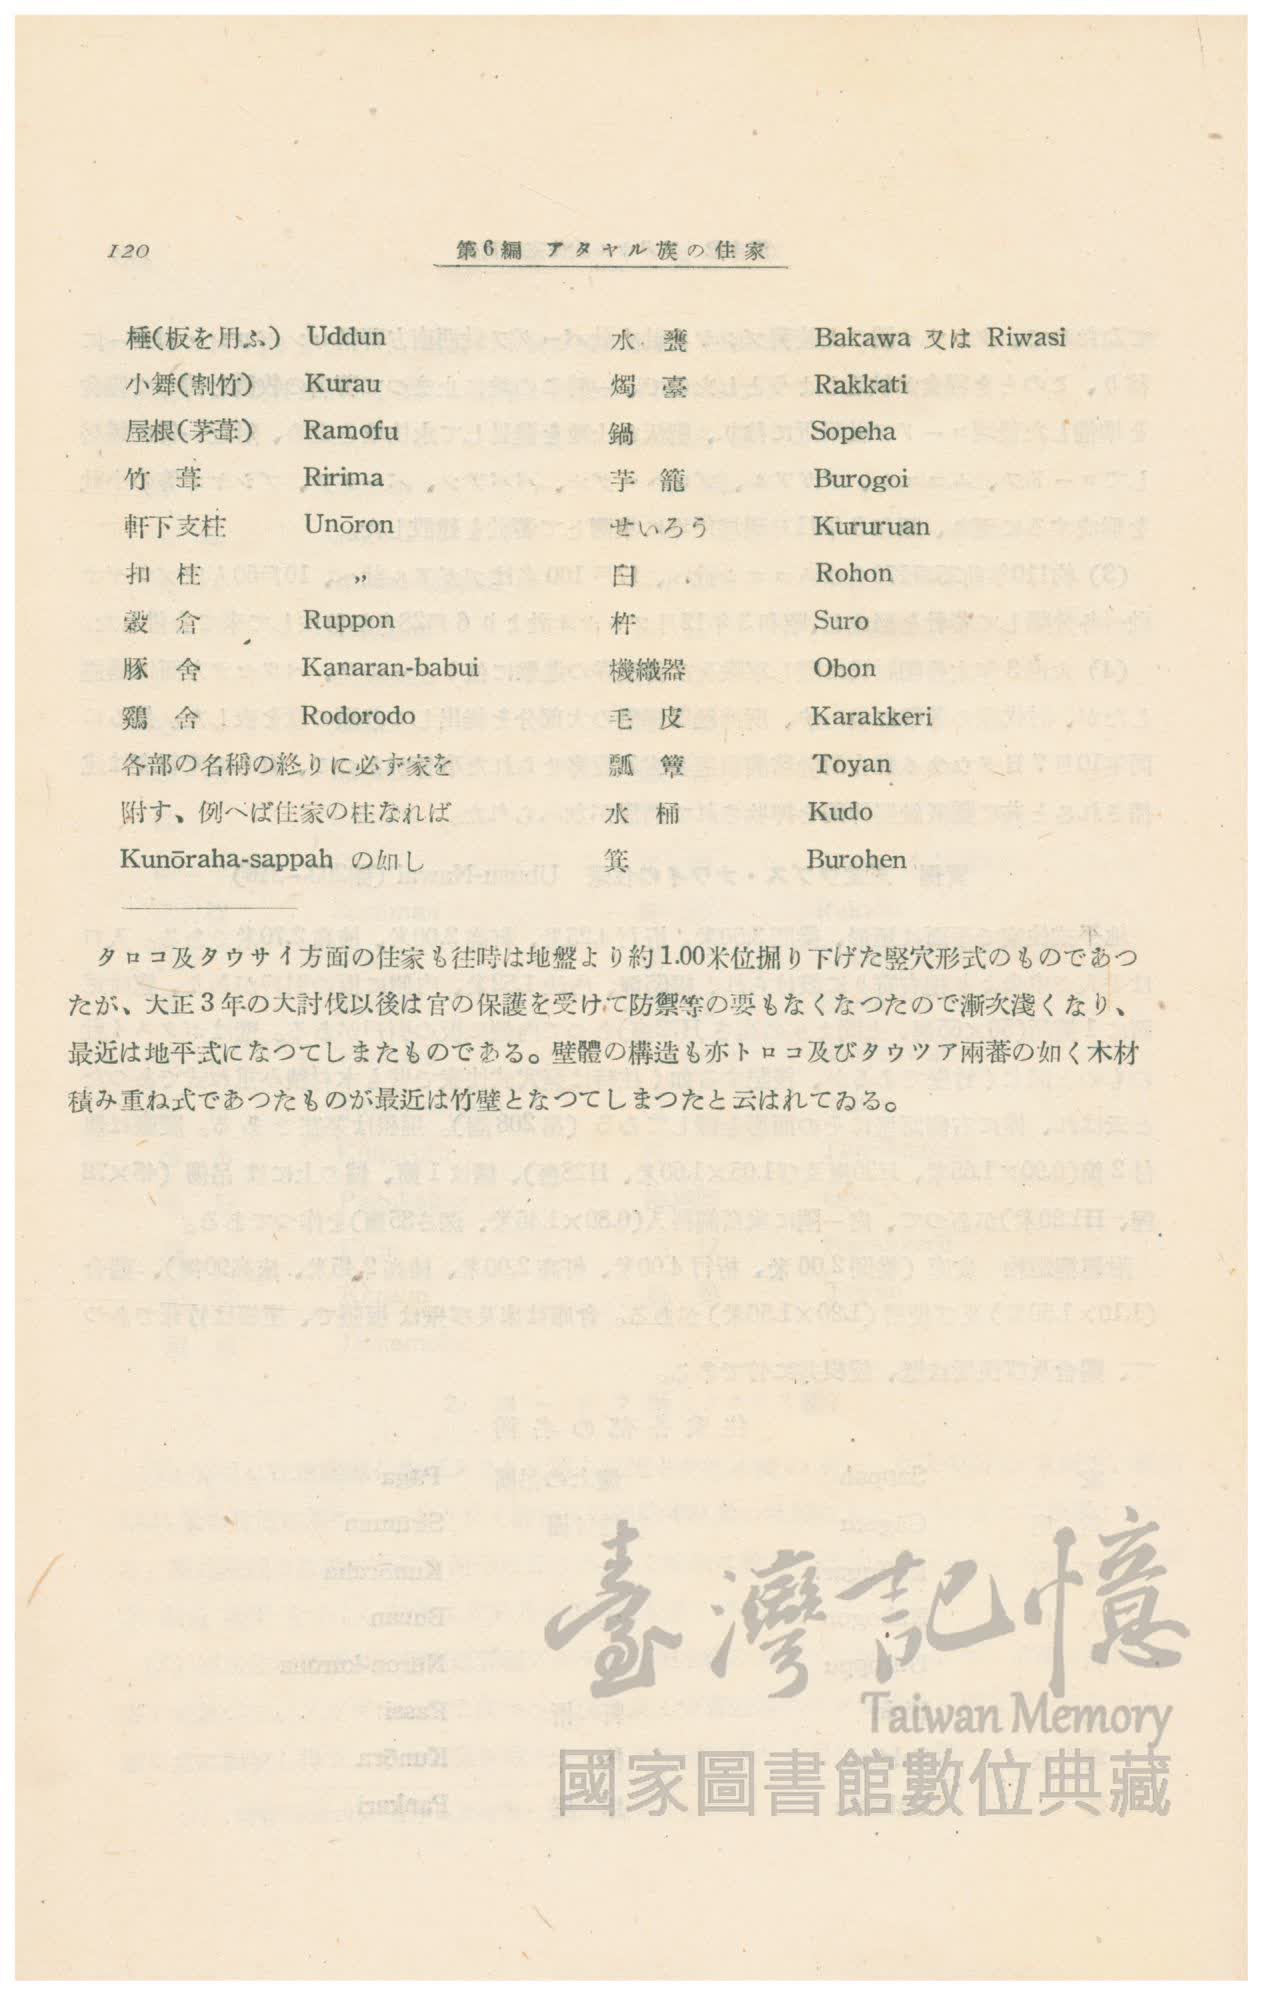 120
第6編 アタヤル族の住家
棰(板を用ふ) Uddun
小舞(割竹) Kurau
屋根(茅葺) Ramofu
竹葺 Ririma
軒下支柱 Unōron
扣柱 〃
穀倉 Ruppon
豚舎 Kanaran-babui
鷄舎 Rodorodo
各部の名稱の終りに必ず家を
附す、例へば住家の柱なれば
Kunōraha-sappah の如し
水甕 Bakawa 又は Riwasi
燭臺 Rakkati
鍋 Sopeha
芋籠 Burogoi
せいろう Kururuan
臼 Rohon
杵 Suro
機織器 Obon
毛皮 Karakkeri
瓢簞 Toyan
水桶 Kudo
箕 Burohen
タロコ及タウサイ方面の住家も往時は地盤より約1.00米位掘り下げた竪穴形式のものであつ
たが、大正3年の大討伐以後は官の保護を受けて防禦等の要もなくなつたので漸次淺くなり、
最近は地平式になつてしまたものである。壁體の構造も亦トロコ及びタウツア兩蕃の如く木材
積み重ね式であつたものが最近は竹壁となつてしまつたと云はれてゐる。
臺灣記憶
Taiwan Memory
國家圖書館數位典藏